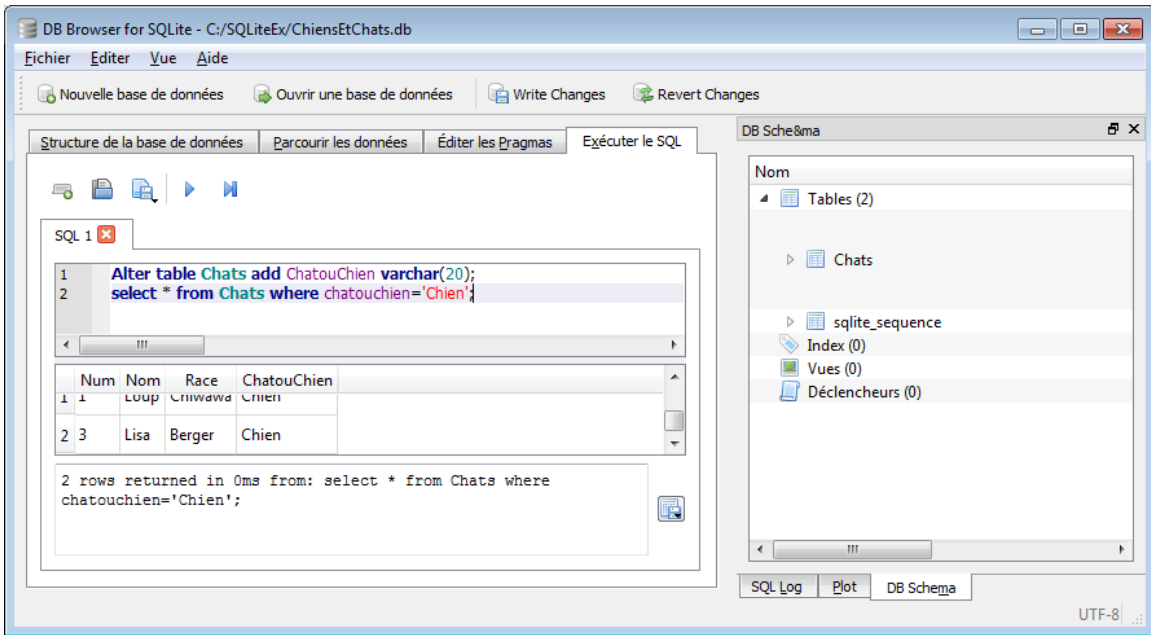 DB Browser for SQLite - C:/SQLiteEx/ChiensEtChats.db
Fichier Editer Vue Aide
Nouvelle base de données Ouvrir une base de données Write Changes Revert Changes
Structure de la base de données Parcourir les données Éditer les Pragmas Exécuter le SQL
SQL 1
1 Alter table Chats add ChatouChien varchar(20);
2 select * from Chats where chatouchien='Chien';
Num Nom Race ChatouChien
1 1 Loup Chiwawa Chien
2 3 Lisa Berger Chien
2 rows returned in 0ms from: select * from Chats where
chatouchien='Chien';
DB Sche&ma
Nom
Tables (2)
Chats
sqlite_sequence
Index (0)
Vues (0)
Déclencheurs (0)
SQL Log Plot DB Schema
UTF-8